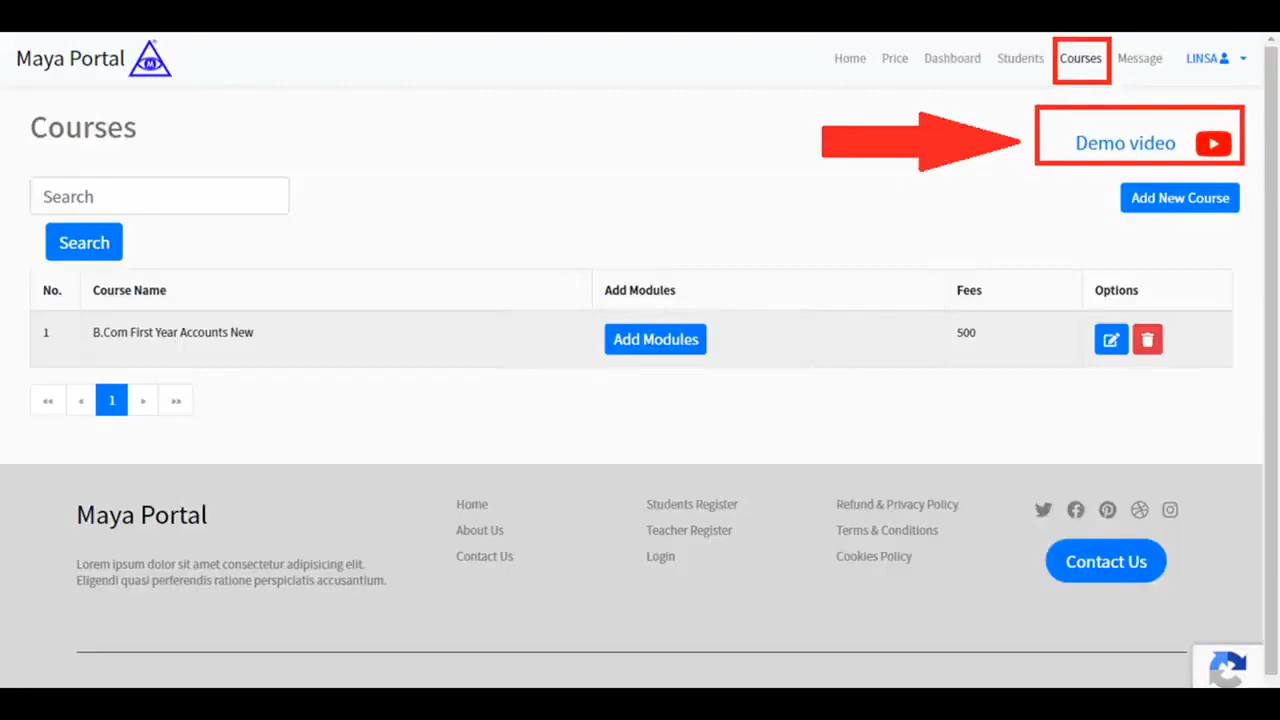 Maya Portal
Home Price Dashboard Students Courses Message LINSA
Courses
Demo video
Search
Add New Course
Search
No. Course Name Add Modules Fees Options
1 B.Com First Year Accounts New Add Modules 500
«« « 1 » »»
Maya Portal
Home Students Register Refund & Privacy Policy
About Us Teacher Register Terms & Conditions
Contact Us Login Cookies Policy
Contact Us
Lorem ipsum dolor sit amet consectetur adipisicing elit.
Eligendi quasi perferendis ratione perspiciatis accusantium.